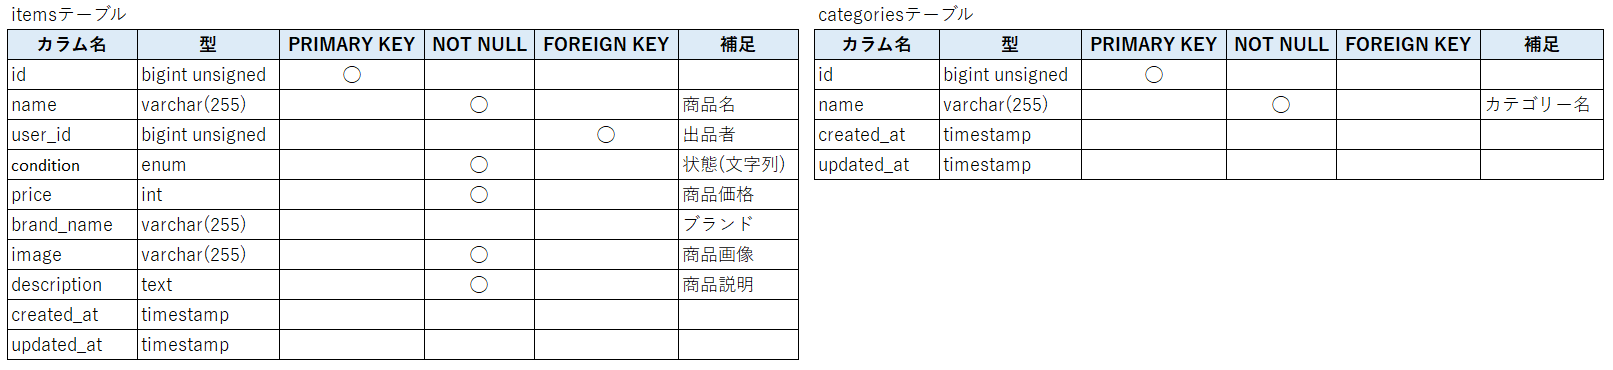 itemsテーブル
カラム名 型 PRIMARY KEY NOT NULL FOREIGN KEY 補足
id bigint unsigned ○
name varchar(255) ○ 商品名
user_id bigint unsigned ○ 出品者
condition enum ○ 状態(文字列)
price int ○ 商品価格
brand_name varchar(255) ブランド
image varchar(255) ○ 商品画像
description text ○ 商品説明
created_at timestamp
updated_at timestamp
categoriesテーブル
カラム名 型 PRIMARY KEY NOT NULL FOREIGN KEY 補足
id bigint unsigned ○
name varchar(255) ○ カテゴリー名
created_at timestamp
updated_at timestamp